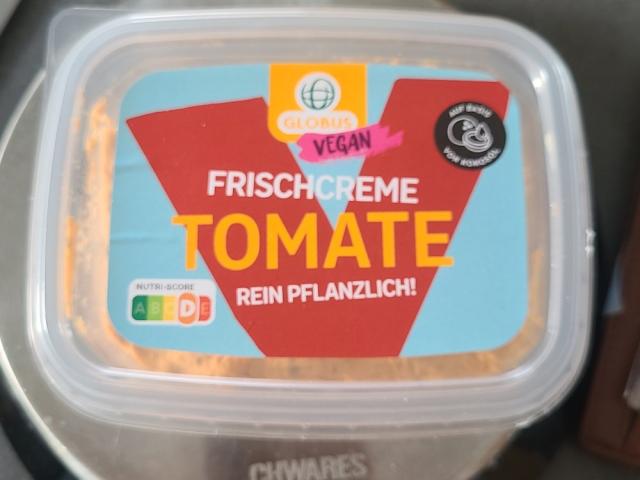 GLOBUS
VEGAN
AUF BASIS
VON KOKOSÖL
FRISCHCREME
TOMATE
REIN PFLANZLICH!
NUTRI-SCORE
A B C D E
CHWARES